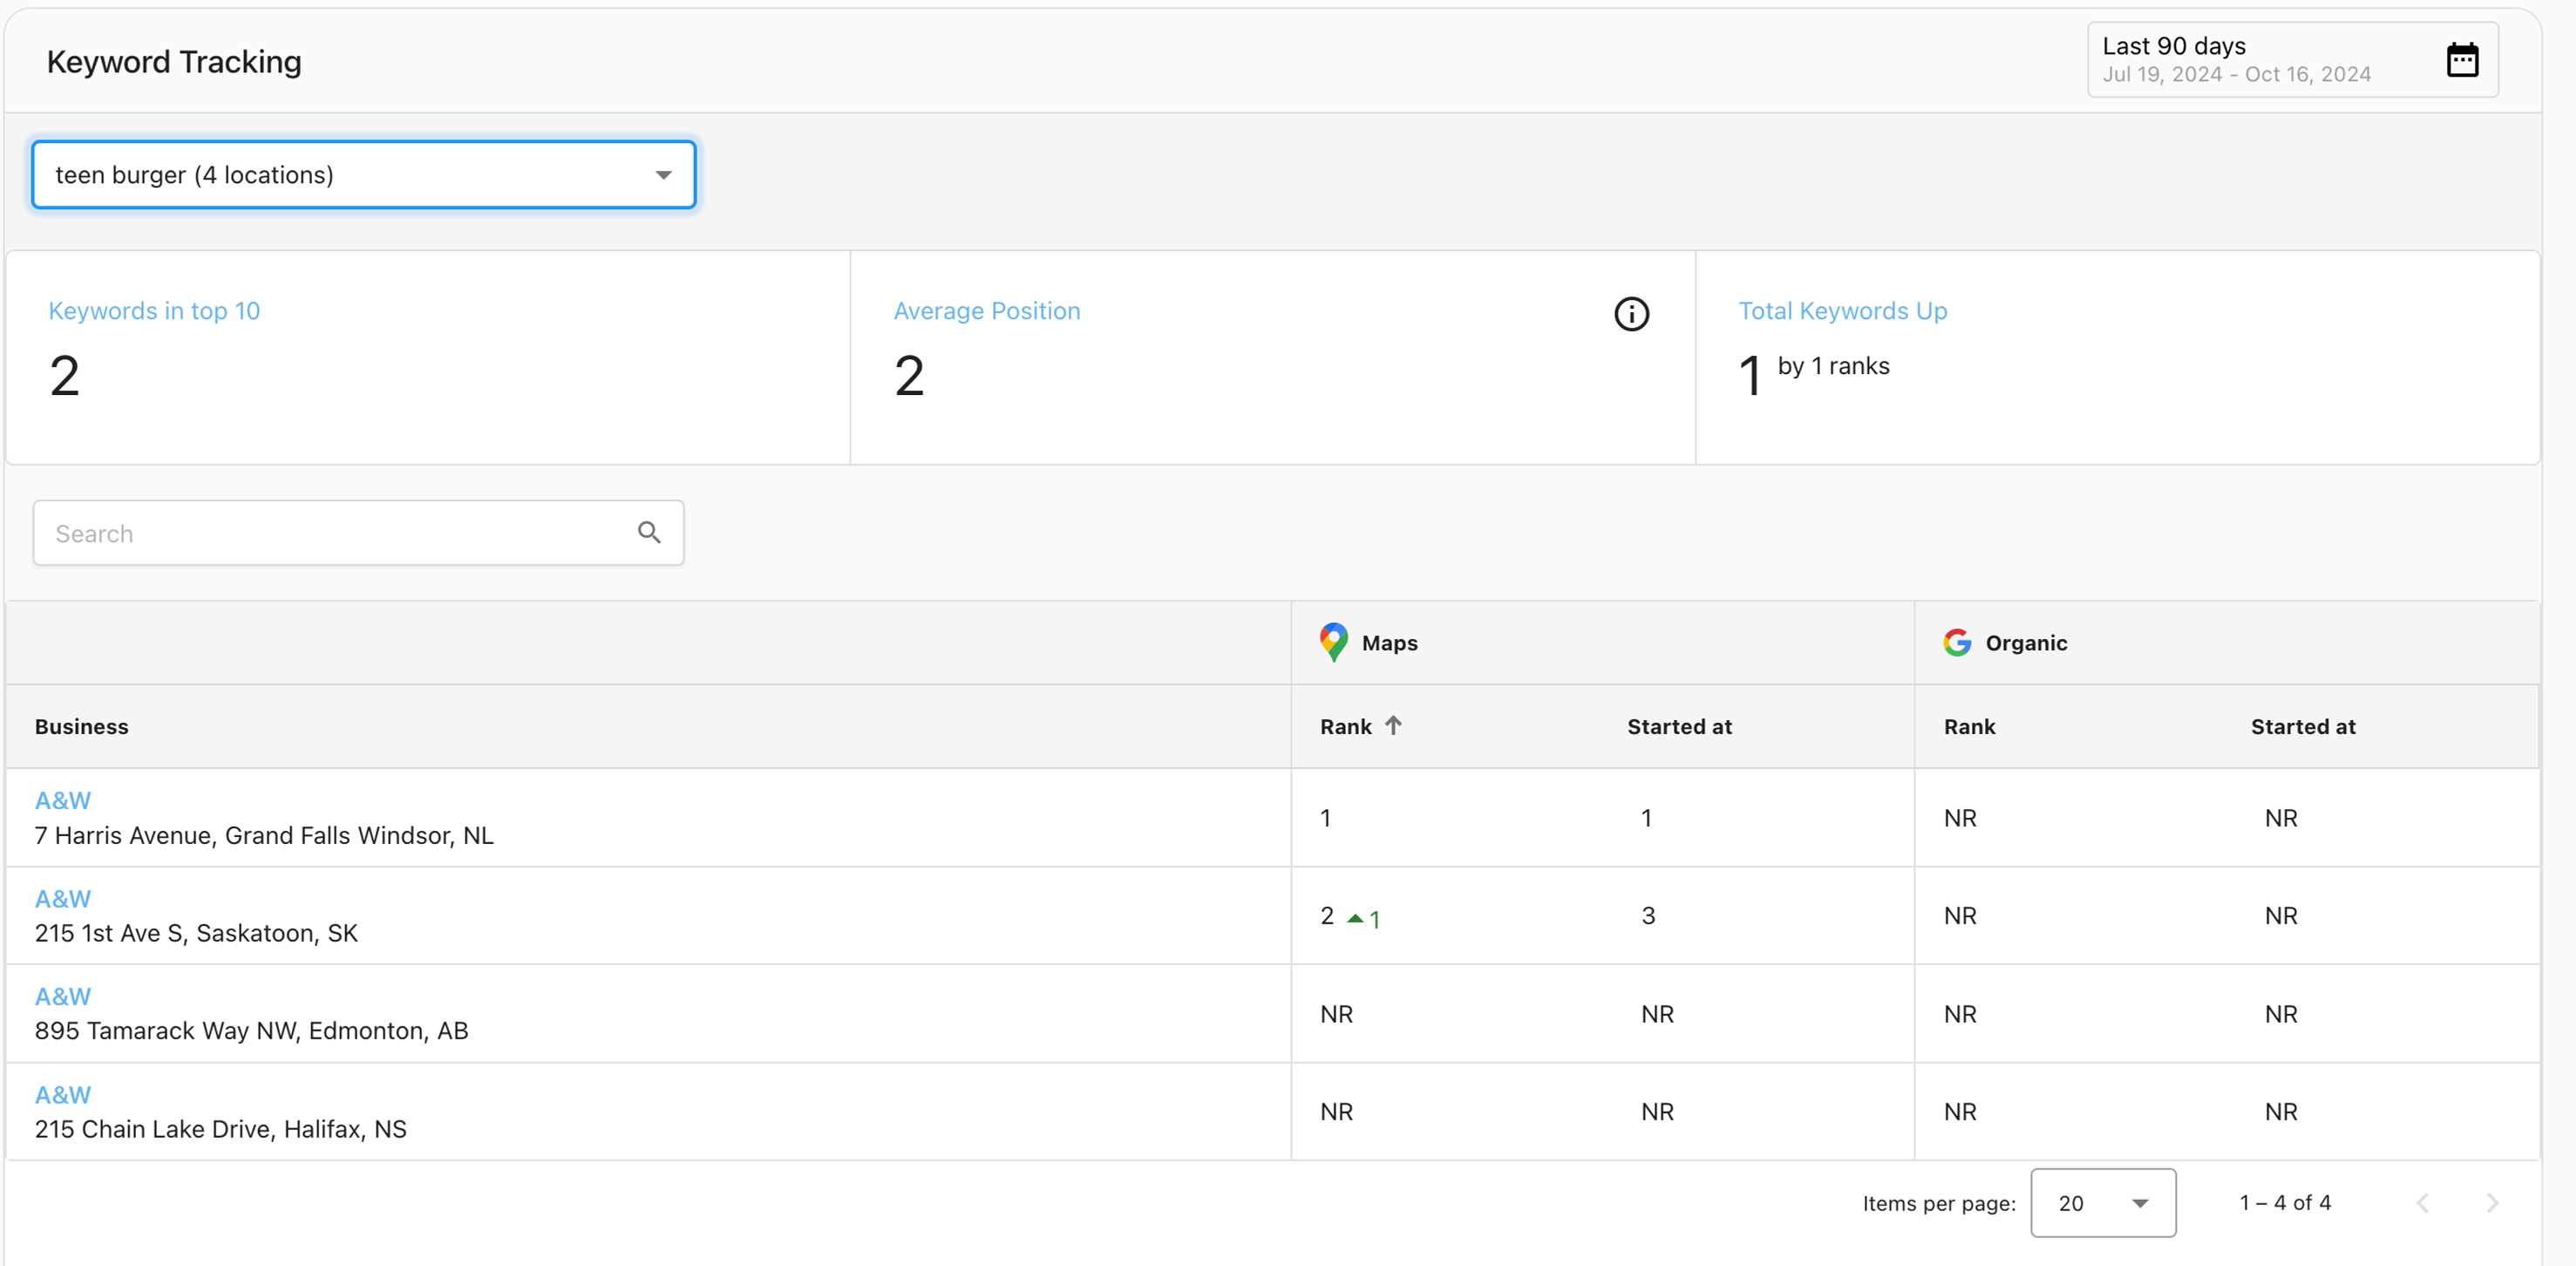 Keyword Tracking
Last 90 days
Jul 19, 2024 - Oct 16, 2024
teen burger (4 locations)
Keywords in top 10
2
Average Position
2
Total Keywords Up
1 by 1 ranks
Search
Maps
Organic
Business
Rank
Started at
Rank
Started at
A&W
7 Harris Avenue, Grand Falls Windsor, NL
1
1
NR
NR
A&W
215 1st Ave S, Saskatoon, SK
2 1
3
NR
NR
A&W
895 Tamarack Way NW, Edmonton, AB
NR
NR
NR
NR
A&W
215 Chain Lake Drive, Halifax, NS
NR
NR
NR
NR
Items per page: 20
1 – 4 of 4